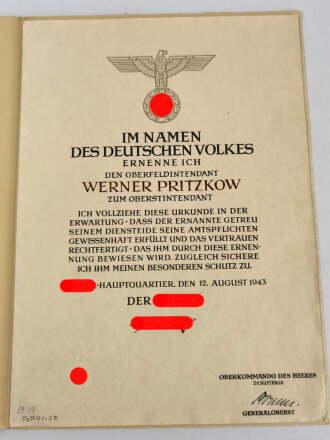 IM NAMEN
DES DEUTSCHEN VOLKES
ERNENNE ICH
DEN OBERFELDINTENDANT
WERNER PRITZKOW
ZUM OBERSTINTENDANT
ICH VOLLZIEHE DIESE URKUNDE IN DER
ERWARTUNG · DASS DER ERNANNTE GETREU
SEINEM DIENSTEIDE SEINE AMTSPFLICHTEN
GEWISSENHAFT ERFÜLLT UND DAS VERTRAUEN
RECHTFERTIGT · DAS IHM DURCH DIESE ERNEN-
NUNG BEWIESEN WIRD. ZUGLEICH SICHERE
ICH IHM MEINEN BESONDEREN SCHUTZ ZU.
-HAUPTQUARTIER, DEN 12. AUGUST 1943
DER
OBERKOMMANDO DES HEERES
IM AUFTRAGE
GENERALOBERST